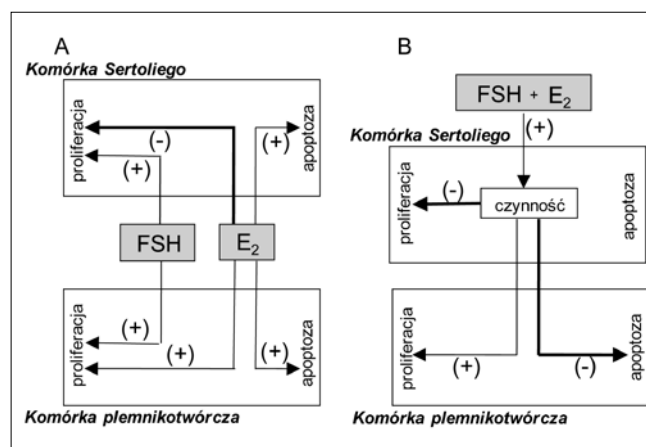 A
Komórka Sertoliego
proliferacja
(-)
(+)
(+)
apoptoza
FSH
E₂
proliferacja
(+)
(+)
(+)
apoptoza
Komórka plemnikotwórcza
B
FSH + E₂
(+)
Komórka Sertoliego
proliferacja
(-)
czynność
apoptoza
proliferacja
(+)
(-)
apoptoza
Komórka plemnikotwórcza